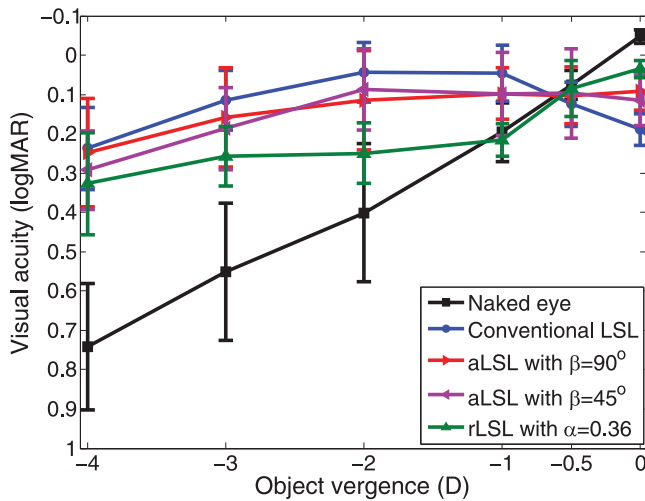 -0.1
0
0.1
0.2
0.3
0.4
0.5
0.6
0.7
0.8
0.9
1
Visual acuity (logMAR)
Naked eye
Conventional LSL
aLSL with β=90°
aLSL with β=45°
rLSL with α=0.36
−4
−3
−2
−1
−0.5
0
Object vergence (D)